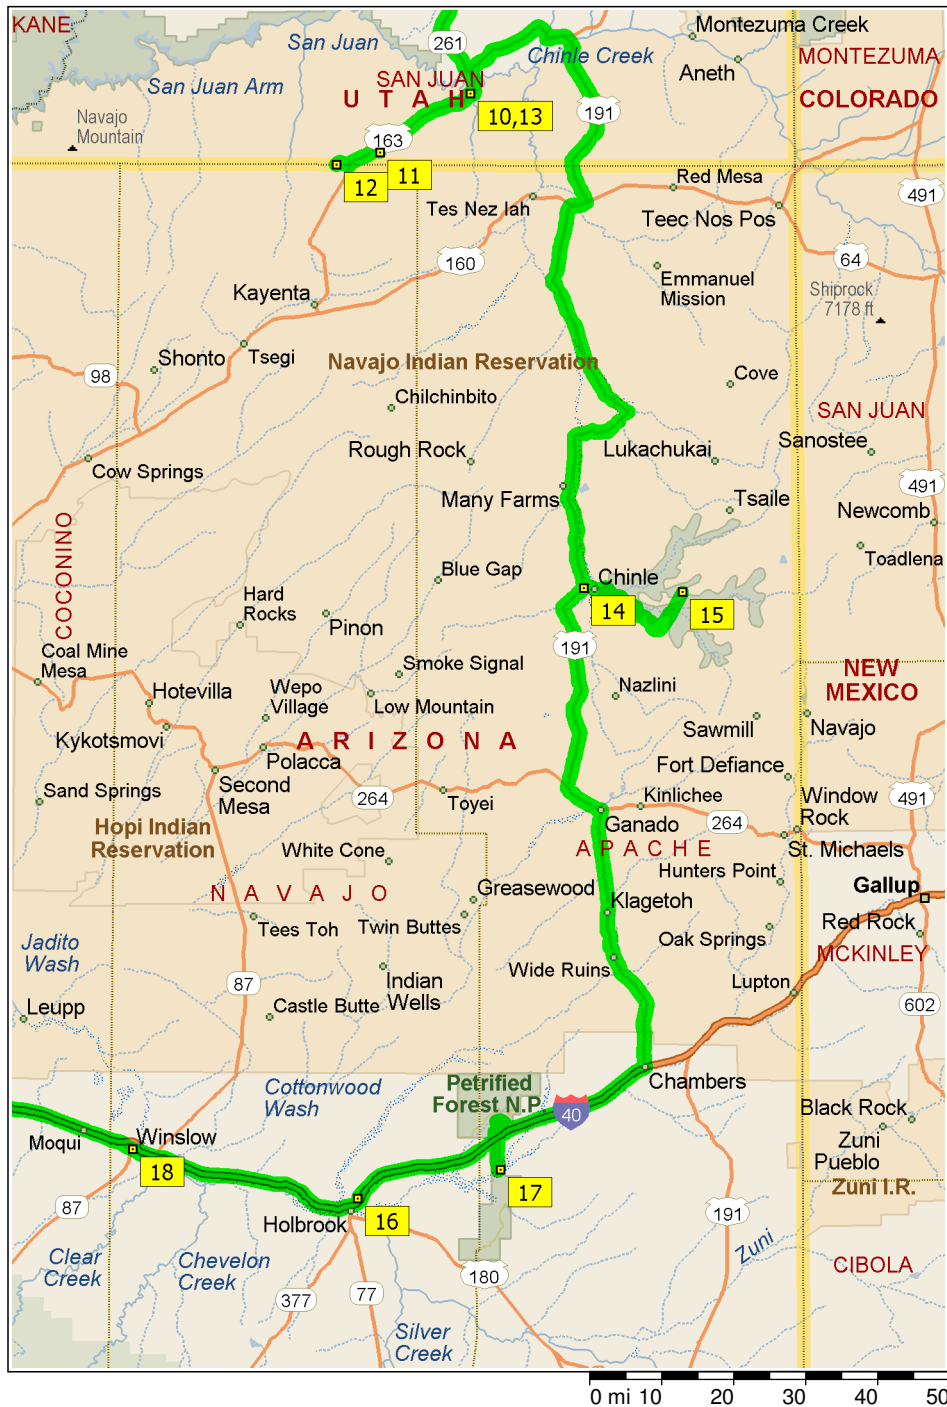 KANE
San Juan
261
Montezuma Creek
Chinle Creek
MONTEZUMA
Aneth
San Juan Arm
SAN JUAN
UTAH
COLORADO
Navajo
Mountain
10,13
191
163
11
12
Red Mesa
491
Tes Nez Iah
Teec Nos Pos
160
64
Emmanuel
Mission
Shiprock
7178 ft
Kayenta
Shonto
Tsegi
Navajo Indian Reservation
98
Cove
Chilchinbito
SAN JUAN
Sanostee
Rough Rock
Lukachukai
Cow Springs
491
Many Farms
Tsaile
Newcomb
COCONINO
Toadlena
Blue Gap
Chinle
Hard
Rocks
14
15
Pinon
191
Coal Mine
Mesa
Smoke Signal
NEW
MEXICO
Hotevilla
Wepo
Village
Nazlini
Low Mountain
Kykotsmovi
Sawmill
Navajo
ARIZONA
Polacca
Fort Defiance
Second
Mesa
Sand Springs
264
Toyei
Kinlichee
Window
Rock
491
Hopi Indian
Reservation
Ganado
264
White Cone
APACHE
St. Michaels
Hunters Point
NAVAJO
Greasewood
Gallup
Klagetoh
Tees Toh
Twin Buttes
Red Rock
Oak Springs
Jadito
Wash
MCKINLEY
Wide Ruins
87
Indian
Wells
Lupton
Leupp
Castle Butte
602
Petrified
Forest N.P.
Chambers
Cottonwood
Wash
40
Black Rock
Moqui
Winslow
Zuni
Pueblo
18
17
Zuni I.R.
87
Holbrook
16
191
Zuni
Clear
Creek
Chevelon
Creek
CIBOLA
180
377
77
Silver
Creek
0 mi 10 20 30 40 50